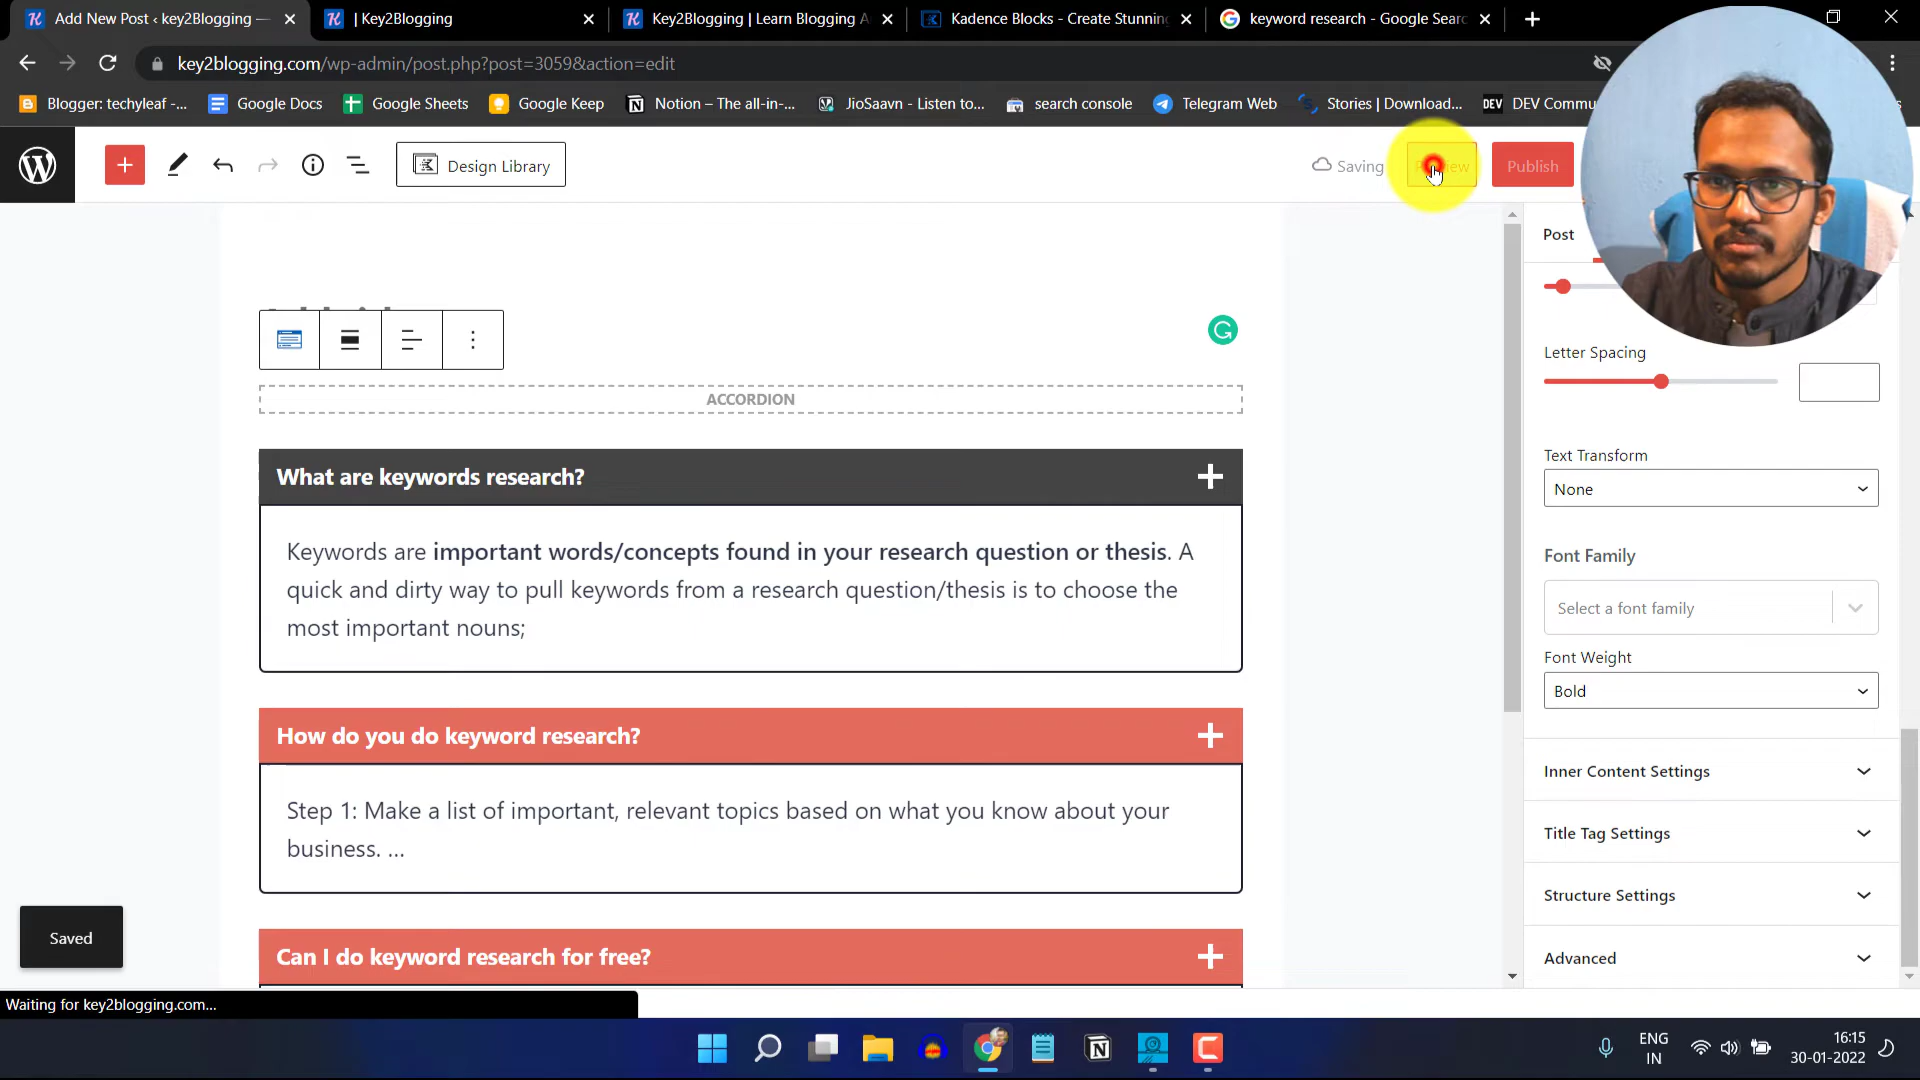 Add New Post ‹ key2Blogging —
| Key2Blogging
Key2Blogging | Learn Blogging A
Kadence Blocks - Create Stunning
keyword research - Google Searc
key2blogging.com/wp-admin/post.php?post=3059&action=edit
Blogger: techyleaf -...
Google Docs
Google Sheets
Google Keep
Notion – The all-in-...
JioSaavn - Listen to...
search console
Telegram Web
Stories | Download...
DEV
DEV Commu
Design Library
Saving
Publish
Post
ACCORDION
What are keywords research?
Keywords are important words/concepts found in your research question or thesis. A
quick and dirty way to pull keywords from a research question/thesis is to choose the
most important nouns;
How do you do keyword research?
Step 1: Make a list of important, relevant topics based on what you know about your
business. ...
Can I do keyword research for free?
Letter Spacing
Text Transform
None
Font Family
Select a font family
Font Weight
Bold
Inner Content Settings
Title Tag Settings
Structure Settings
Advanced
Saved
Waiting for key2blogging.com...
ENG
IN
16:15
30-01-2022